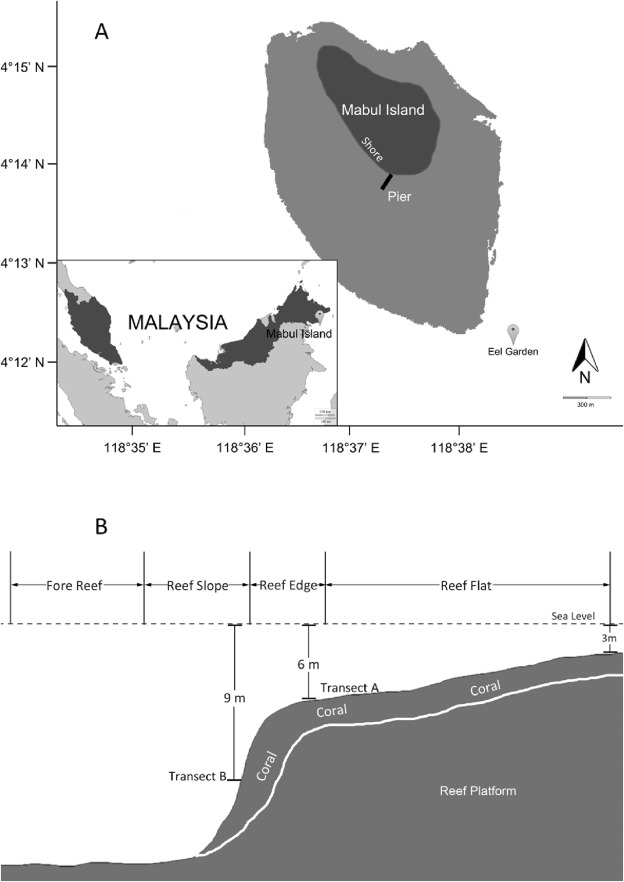 A
4°15' N
4°14' N
4°13' N
4°12' N
Mabul Island
Shore
Pier
MALAYSIA
Mabul Island
Eel Garden
N
300 m
118°35' E
118°36' E
118°37' E
118°38' E
B
Fore Reef
Reef Slope
Reef Edge
Reef Flat
Sea Level
3m
6 m
9 m
Transect A
Coral
Coral
Coral
Transect B
Reef Platform